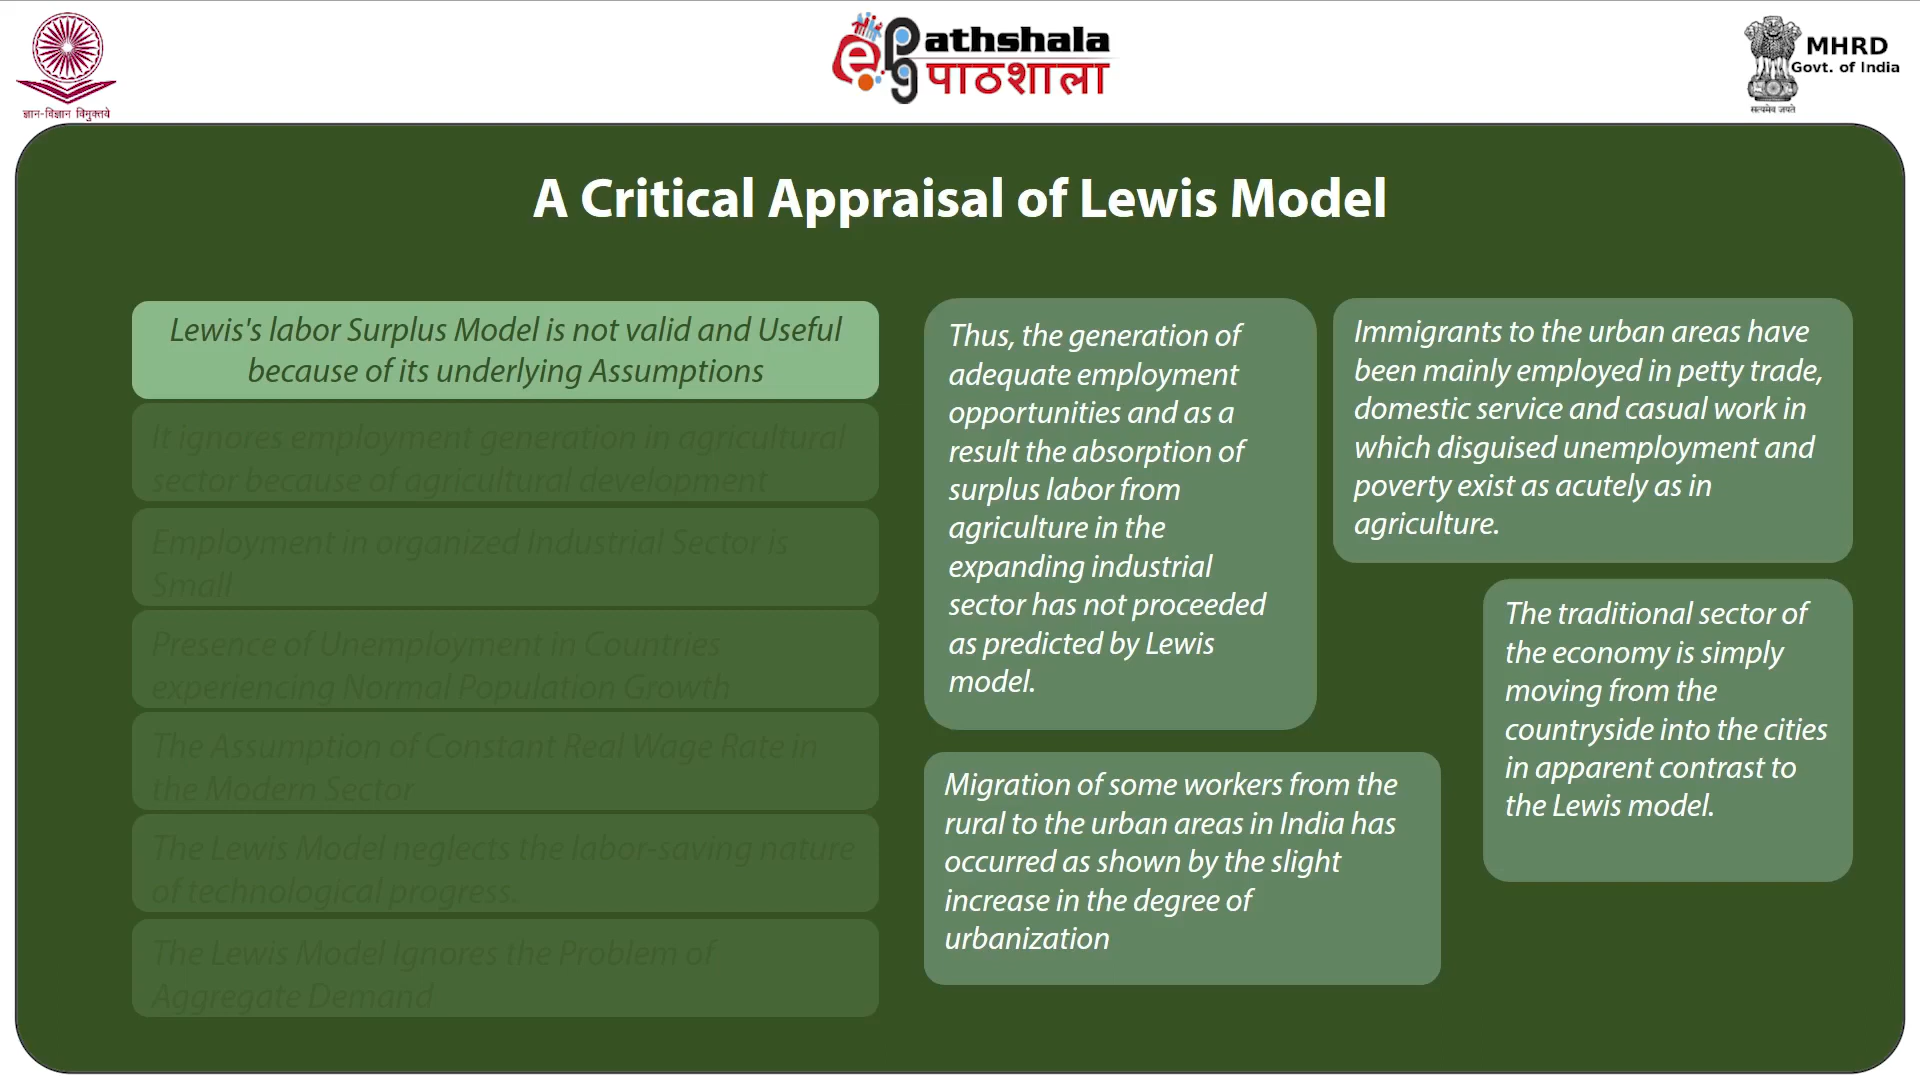 ज्ञान-विज्ञान विमुक्तये
ePG Pathshala
पाठशाला
MHRD
Govt. of India
सत्यमेव जयते
A Critical Appraisal of Lewis Model
Lewis's labor Surplus Model is not valid and Useful
because of its underlying Assumptions
It ignores employment generation in agricultural
sector because of agricultural development
Employment in organized Industrial Sector is
Small
Presence of Unemployment in Countries
experiencing Normal Population Growth
The Assumption of Constant Real Wage Rate in
the Modern Sector
The Lewis Model neglects the labor-saving nature
of technological progress.
The Lewis Model Ignores the Problem of
Aggregate Demand
Thus, the generation of
adequate employment
opportunities and as a
result the absorption of
surplus labor from
agriculture in the
expanding industrial
sector has not proceeded
as predicted by Lewis
model.
Migration of some workers from the
rural to the urban areas in India has
occurred as shown by the slight
increase in the degree of
urbanization
Immigrants to the urban areas have
been mainly employed in petty trade,
domestic service and casual work in
which disguised unemployment and
poverty exist as acutely as in
agriculture.
The traditional sector of
the economy is simply
moving from the
countryside into the cities
in apparent contrast to
the Lewis model.